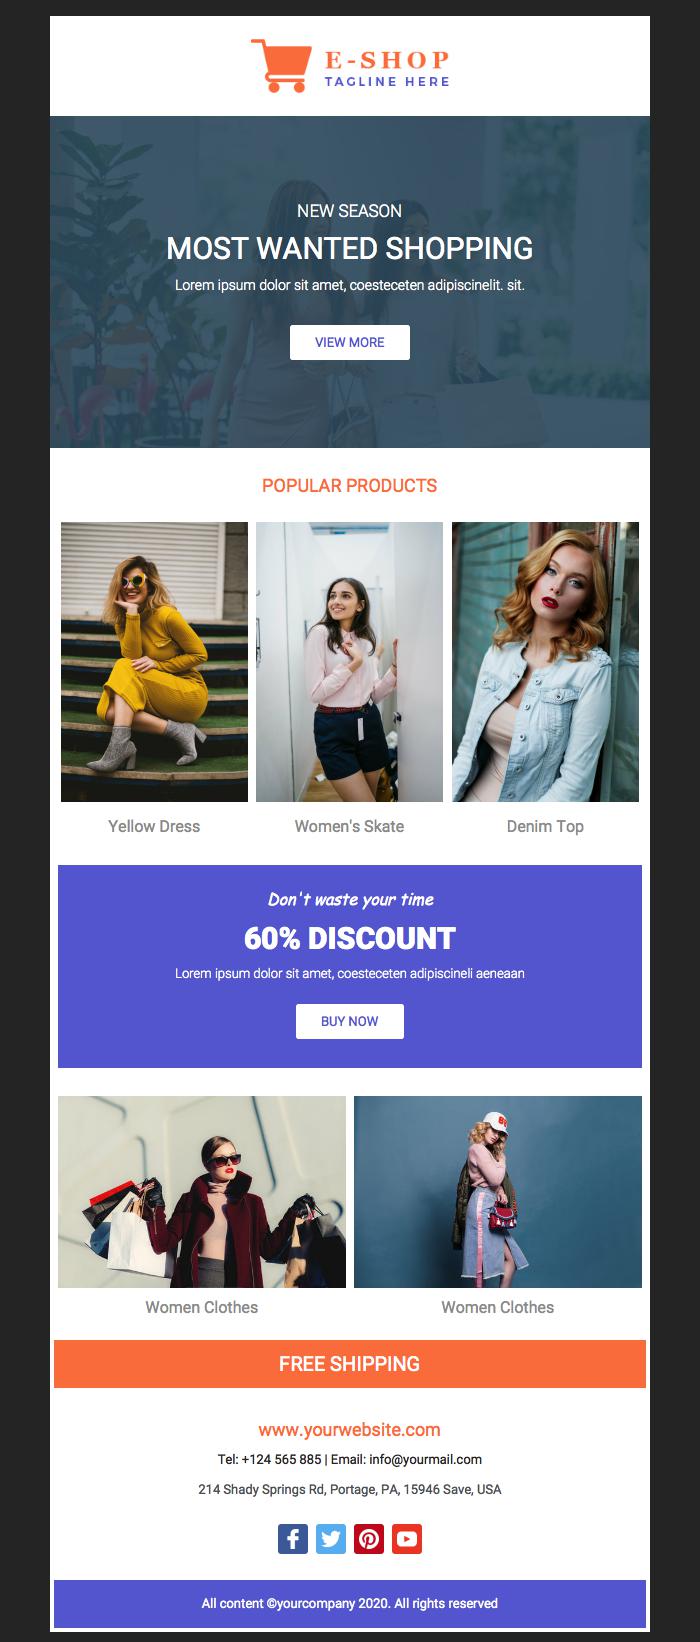 E-SHOP
TAGLINE HERE
NEW SEASON
MOST WANTED SHOPPING
Lorem ipsum dolor sit amet, coesteceten adipiscinelit. sit.
VIEW MORE
POPULAR PRODUCTS
Yellow Dress
Women's Skate
Denim Top
Don't waste your time
60% DISCOUNT
Lorem ipsum dolor sit amet, coesteceten adipiscineli aeneaan
BUY NOW
Women Clothes
Women Clothes
FREE SHIPPING
www.yourwebsite.com
Tel: +124 565 885 | Email: info@yourmail.com
214 Shady Springs Rd, Portage, PA, 15946 Save, USA
All content ©yourcompany 2020. All rights reserved